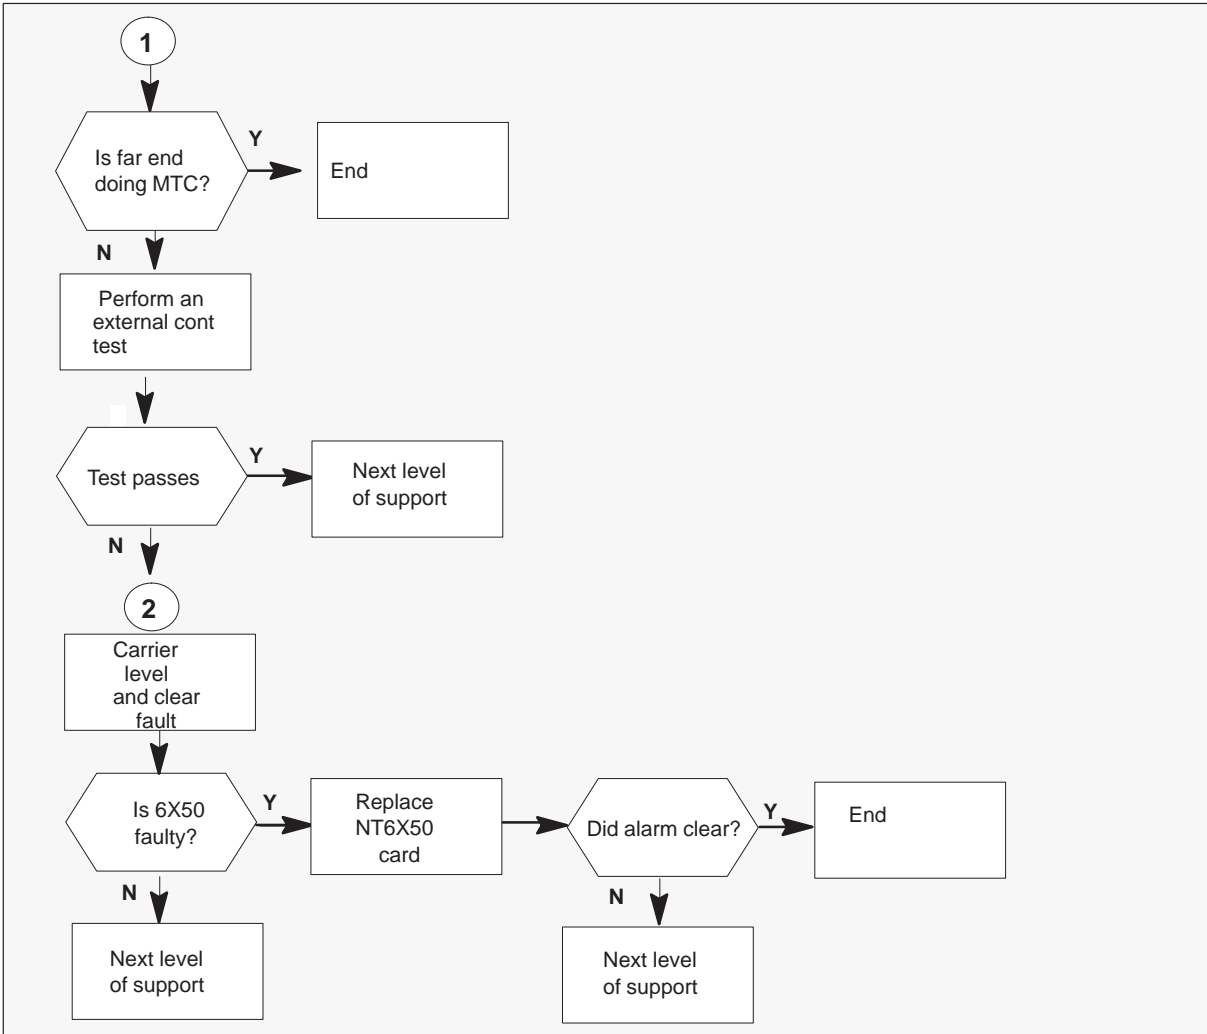 1
Is far end
doing MTC?
Y
End
N
Perform an
external cont
test
Test passes
Y
Next level
of support
N
2
Carrier
level
and clear
fault
Is 6X50
faulty?
Y
Replace
NT6X50
card
Did alarm clear?
Y
End
N
Next level
of support
N
Next level
of support